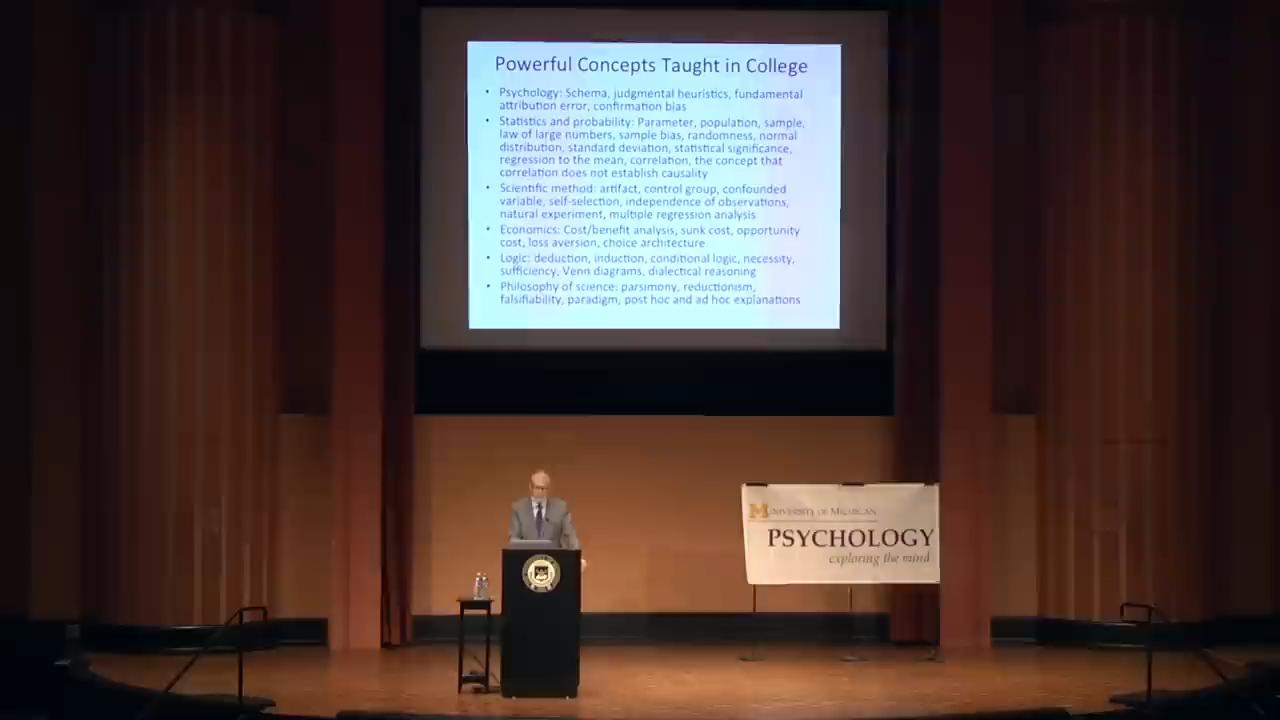 Powerful Concepts Taught in College
• Psychology: Schema, judgmental heuristics, fundamental
attribution error, confirmation bias
• Statistics and probability: Parameter, population, sample,
law of large numbers, sample bias, randomness, normal
distribution, standard deviation, statistical significance,
regression to the mean, correlation, the concept that
correlation does not establish causality
• Scientific method: artifact, control group, confounded
variable, self-selection, independence of observations,
natural experiment, multiple regression analysis
• Economics: Cost/benefit analysis, sunk cost, opportunity
cost, loss aversion, choice architecture
• Logic: deduction, induction, conditional logic, necessity,
sufficiency, Venn diagrams, dialectical reasoning
• Philosophy of science: parsimony, reductionism,
falsifiability, paradigm, post hoc and ad hoc explanations
M UNIVERSITY OF MICHIGAN
PSYCHOLOGY
exploring the mind